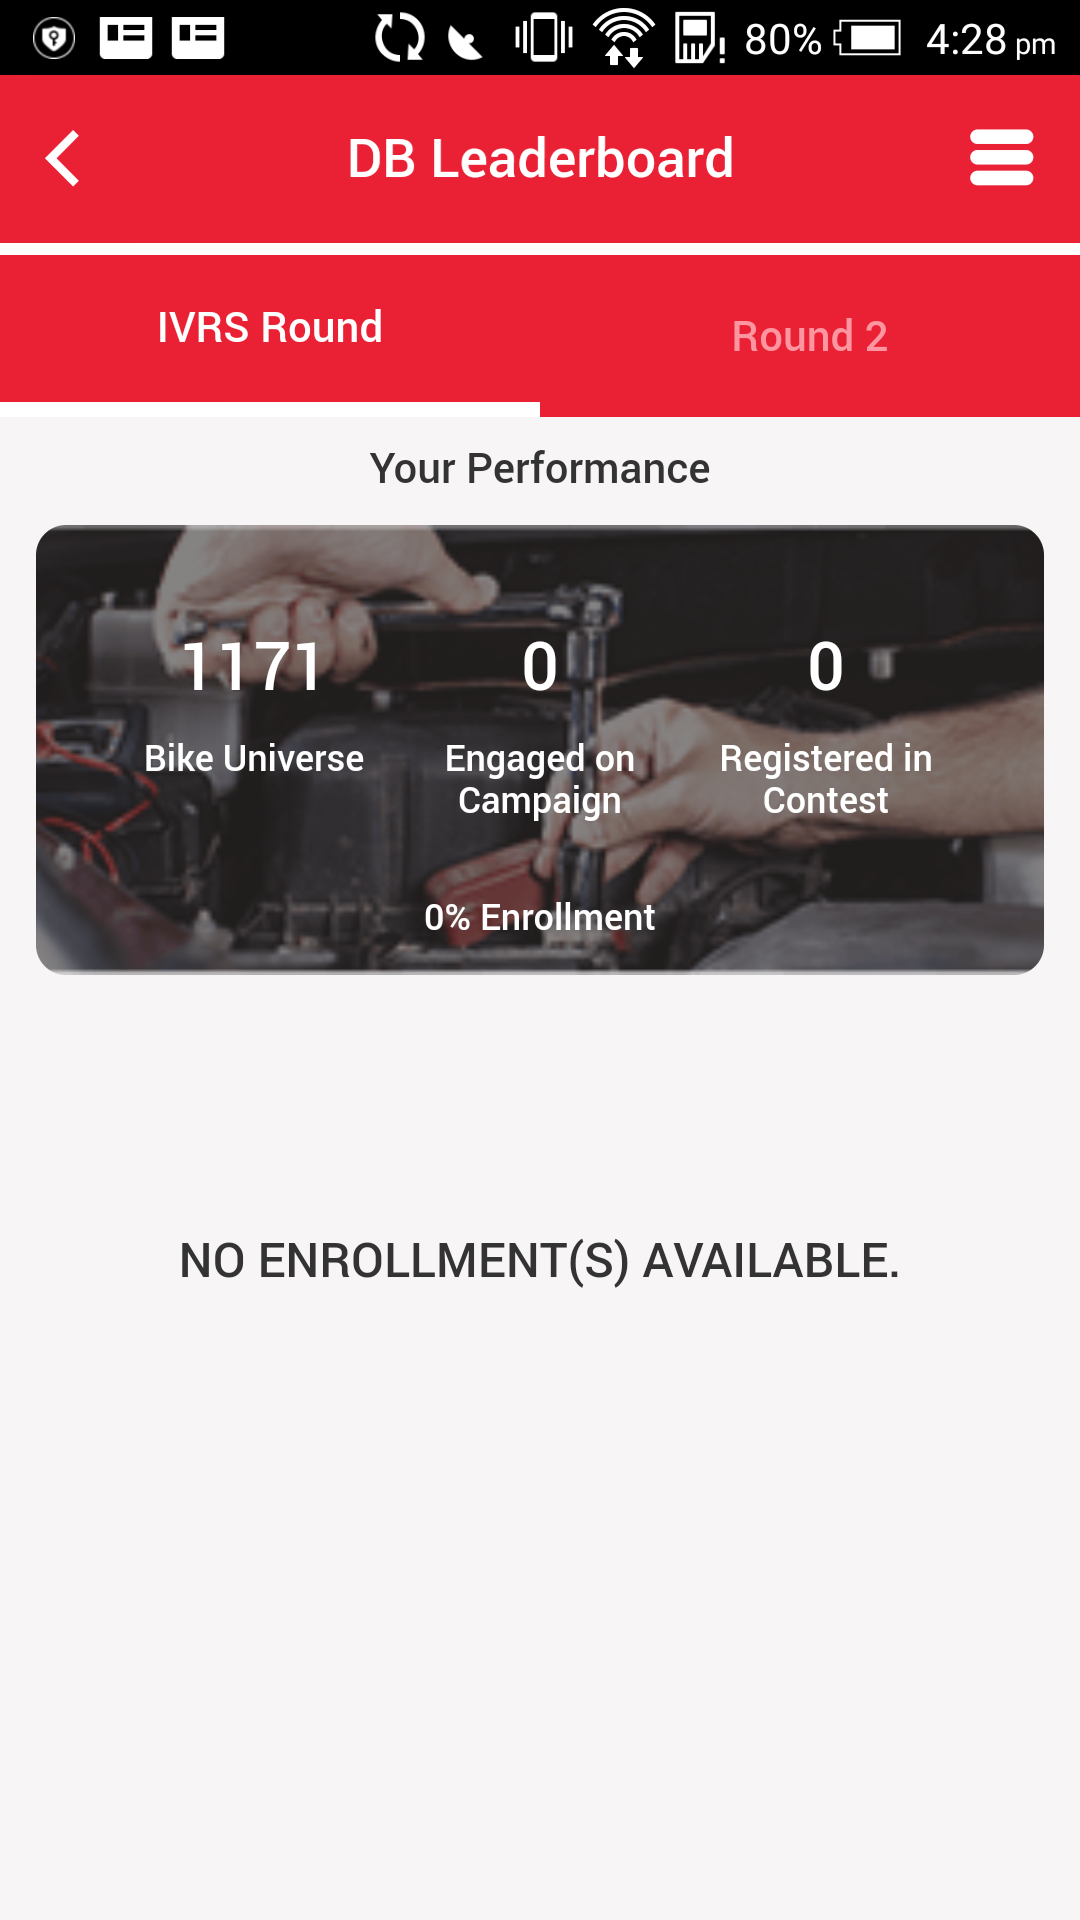 80% 4:28 pm
DB Leaderboard
IVRS Round
Round 2
Your Performance
1171
0
0
Bike Universe
Engaged on
Campaign
Registered in
Contest
0% Enrollment
NO ENROLLMENT(S) AVAILABLE.